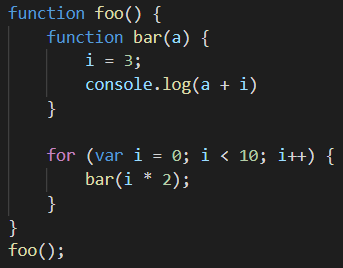 function foo() {
    function bar(a) {
        i = 3;
        console.log(a + i)
    }

    for (var i = 0; i < 10; i++) {
        bar(i * 2);
    }
}
foo();